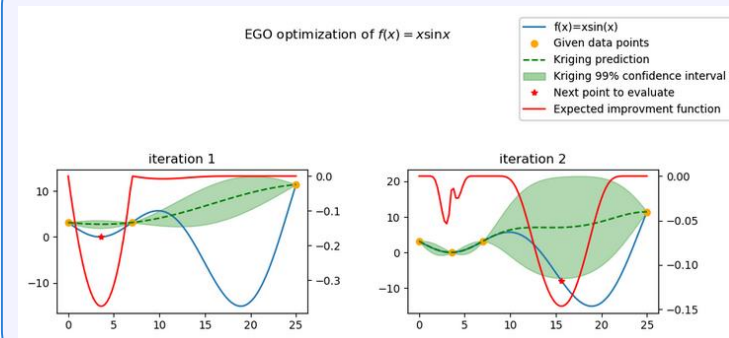 EGO optimization of f(x) = xsinx
f(x)=xsin(x)
Given data points
Kriging prediction
Kriging 99% confidence interval
Next point to evaluate
Expected improvment function
iteration 1
10
0
−10
0.0
−0.1
−0.2
−0.3
0 5 10 15 20 25
iteration 2
20
10
0
−10
0.00
−0.05
−0.10
−0.15
0 5 10 15 20 25